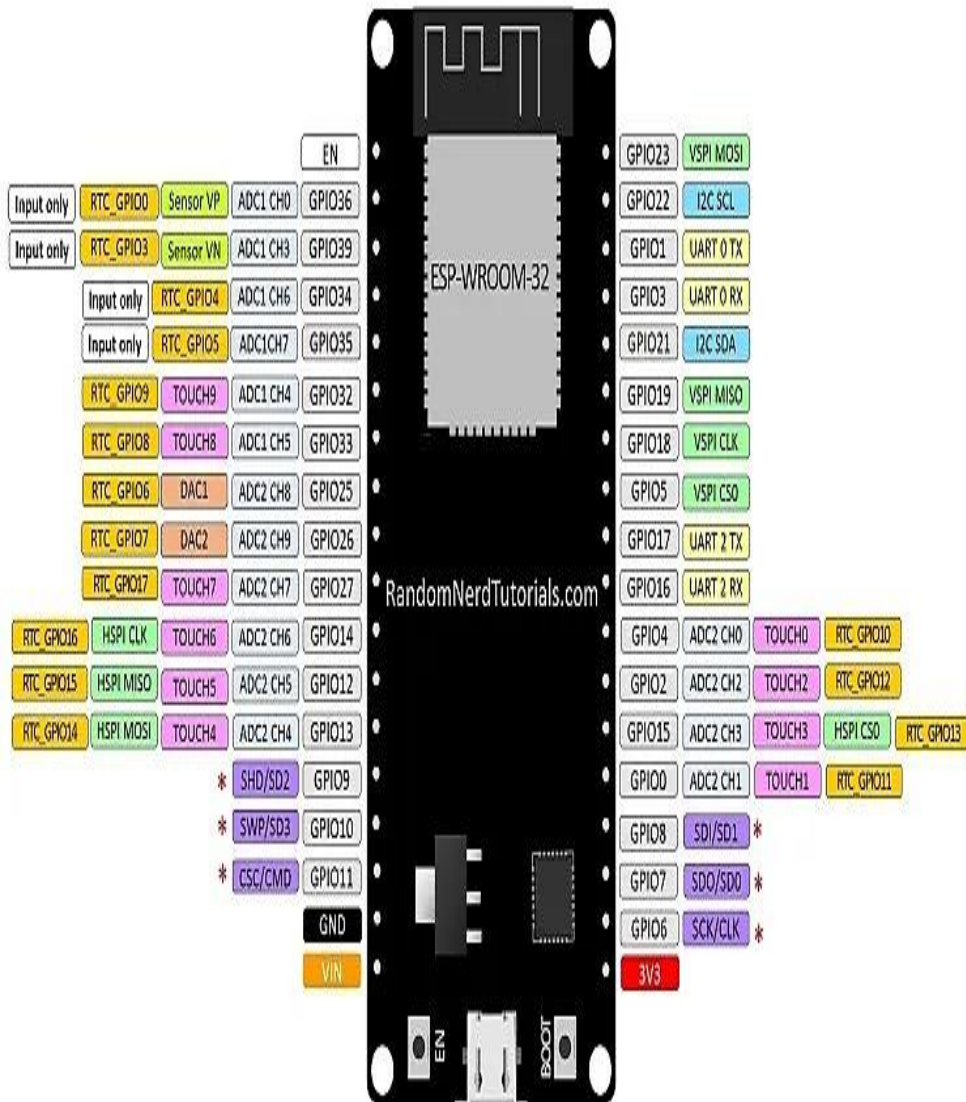 EN GPIO23 VSPI MOSI
Input only RTC_GPIO0 Sensor VP ADC1 CH0 GPIO36 GPIO22 I2C SCL
Input only RTC_GPIO3 Sensor VN ADC1 CH3 GPIO39 GPIO1 UART 0 TX
ESP-WROOM-32
Input only RTC_GPIO4 ADC1 CH6 GPIO34 GPIO3 UART 0 RX
Input only RTC_GPIO5 ADC1CH7 GPIO35 GPIO21 I2C SDA
RTC_GPIO9 TOUCH9 ADC1 CH4 GPIO32 GPIO19 VSPI MISO
RTC_GPIO8 TOUCH8 ADC1 CH5 GPIO33 GPIO18 VSPI CLK
RTC_GPIO6 DAC1 ADC2 CH8 GPIO25 GPIO5 VSPI CS0
RTC_GPIO7 DAC2 ADC2 CH9 GPIO26 GPIO17 UART 2 TX
RTC_GPIO17 TOUCH7 ADC2 CH7 GPIO27 GPIO16 UART 2 RX
RandomNerdTutorials.com
RTC_GPIO16 HSPI CLK TOUCH6 ADC2 CH6 GPIO14 GPIO4 ADC2 CH0 TOUCH0 RTC_GPIO10
RTC_GPIO15 HSPI MISO TOUCH5 ADC2 CH5 GPIO12 GPIO2 ADC2 CH2 TOUCH2 RTC_GPIO12
RTC_GPIO14 HSPI MOSI TOUCH4 ADC2 CH4 GPIO13 GPIO15 ADC2 CH3 TOUCH3 HSPI CS0 RTC_GPIO13
* SHD/SD2 GPIO9 GPIO0 ADC2 CH1 TOUCH1 RTC_GPIO11
* SWP/SD3 GPIO10 GPIO8 SDI/SD1 *
* CSC/CMD GPIO11 GPIO7 SDO/SD0 *
GND GPIO6 SCK/CLK *
VIN 3V3
EN BOOT